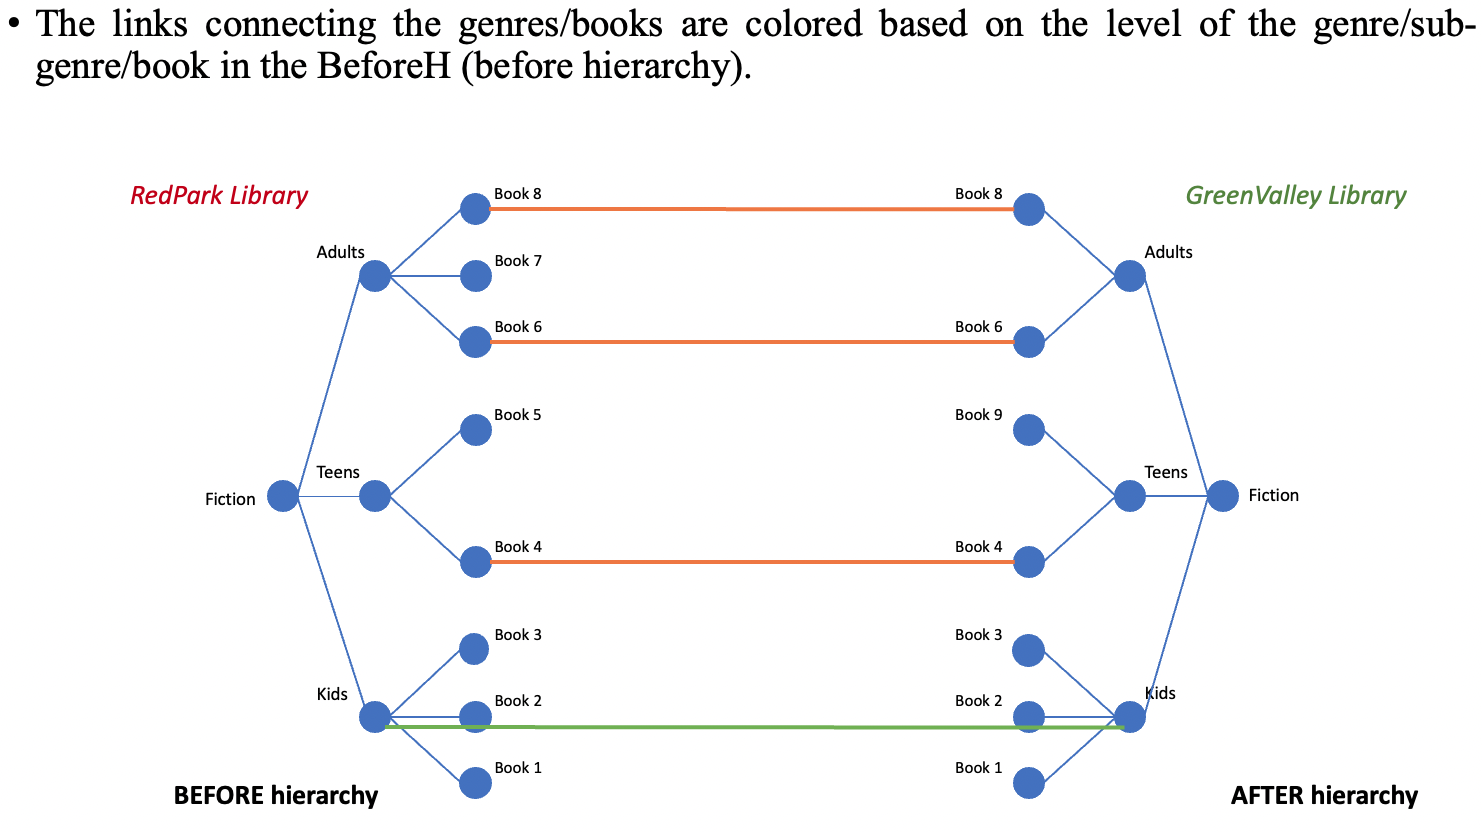 • The links connecting the genres/books are colored based on the level of the genre/sub-
genre/book in the BeforeH (before hierarchy).
RedPark Library
Book 8
Book 8
GreenValley Library
Adults
Book 7
Adults
Book 6
Book 6
Book 5
Book 9
Teens
Teens
Fiction
Fiction
Book 4
Book 4
Book 3
Book 3
Kids
Book 2
Book 2
Kids
Book 1
Book 1
BEFORE hierarchy
AFTER hierarchy